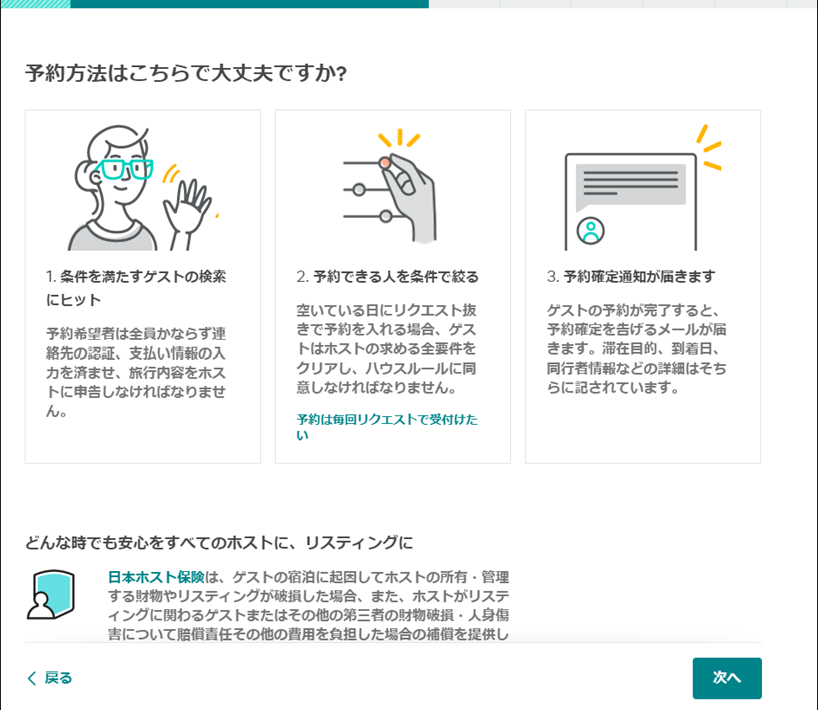 予約方法はこちらで大丈夫ですか?
1. 条件を満たすゲストの検索
にヒット
予約希望者は全員かならず連
絡先の認証、支払い情報の入
力を済ませ、旅行内容をホス
トに申告しなければなりませ
ん。
2. 予約できる人を条件で絞る
空いている日にリクエスト抜
きで予約を入れる場合、ゲス
トはホストの求める全要件を
クリアし、ハウスルールに同
意しなければなりません。
予約は毎回リクエストで受付けた
い
3. 予約確定通知が届きます
ゲストの予約が完了すると、
予約確定を告げるメールが届
きます。滞在目的、到着日、
同行者情報などの詳細はそち
らに記されています。
どんな時でも安心をすべてのホストに、リスティングに
日本ホスト保険は、ゲストの宿泊に起因してホストの所有・管理
する財物やリスティングが破損した場合、また、ホストがリステ
ィングに関わるゲストまたはその他の第三者の財物破損・人身傷
害について賠償責任その他の費用を負担した場合の補償を提供し
戻る
次へ